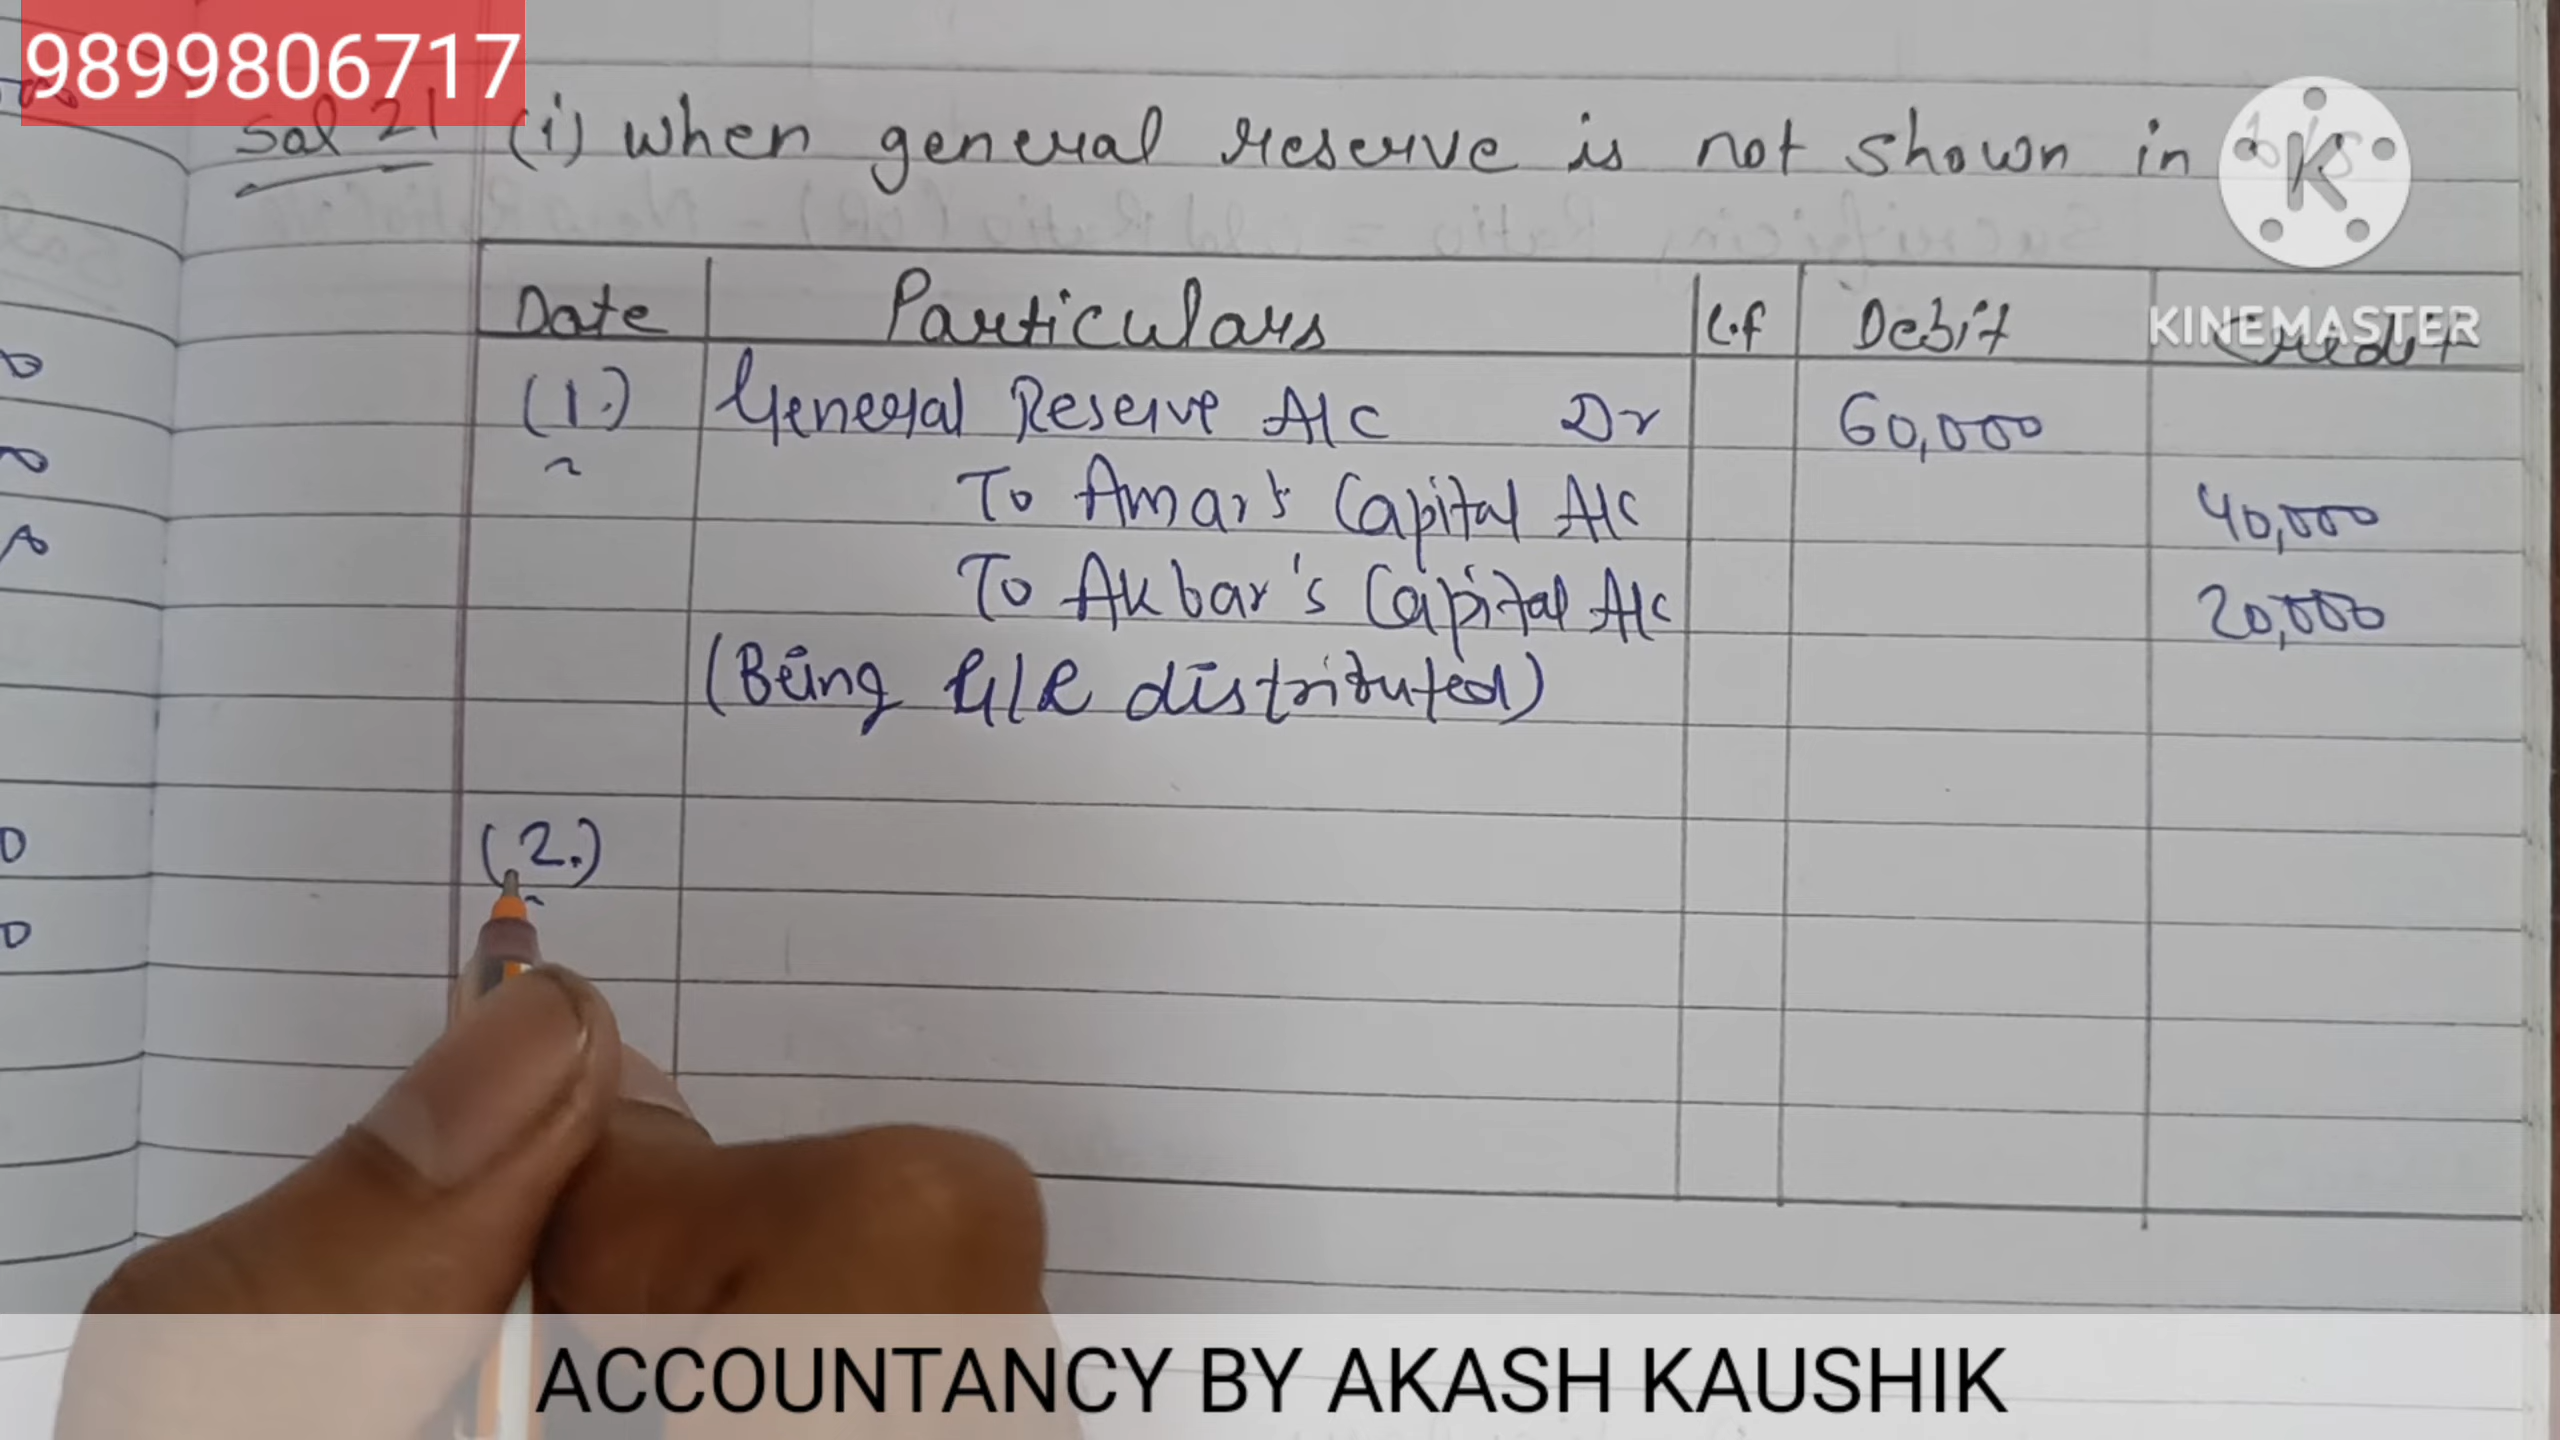 9899806717
Sol 21 (i) When general reserve is not shown in
KINEMASTER
Date Particulars L.f Debit Credit
(1.) General Reserve A/c Dr 60,000
To Amar's Capital A/c 40,000
To Akbar's Capital A/c 20,000
(Being G/R distributed)
(2.)
ACCOUNTANCY BY AKASH KAUSHIK